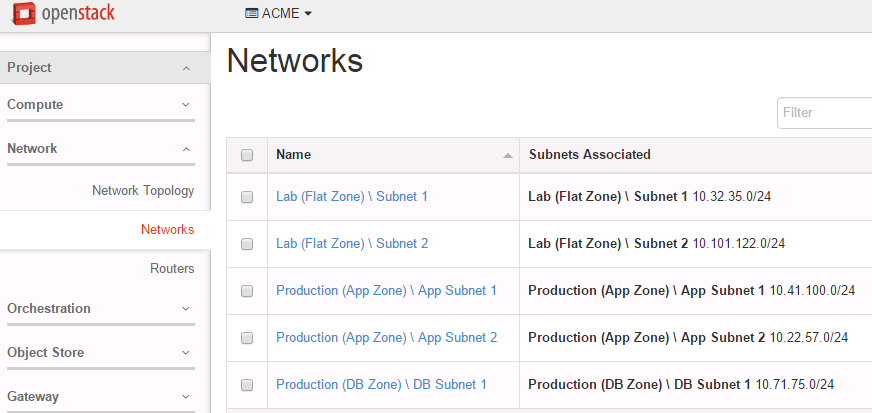 openstack ACME
Networks
Project
Compute
Network
Network Topology
Networks
Routers
Orchestration
Object Store
Gateway
Filter
Name Subnets Associated
Lab (Flat Zone) \ Subnet 1 Lab (Flat Zone) \ Subnet 1 10.32.35.0/24
Lab (Flat Zone) \ Subnet 2 Lab (Flat Zone) \ Subnet 2 10.101.122.0/24
Production (App Zone) \ App Subnet 1 Production (App Zone) \ App Subnet 1 10.41.100.0/24
Production (App Zone) \ App Subnet 2 Production (App Zone) \ App Subnet 2 10.22.57.0/24
Production (DB Zone) \ DB Subnet 1 Production (DB Zone) \ DB Subnet 1 10.71.75.0/24